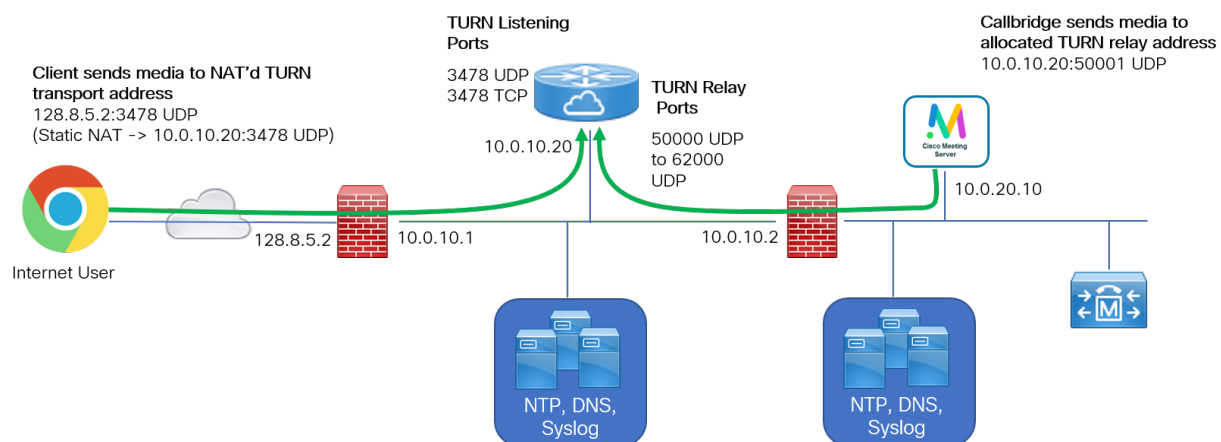 TURN Listening
Ports
3478 UDP
3478 TCP
Callbridge sends media to
allocated TURN relay address
10.0.10.20:50001 UDP
Client sends media to NAT'd TURN
transport address
128.8.5.2:3478 UDP
(Static NAT -> 10.0.10.20:3478 UDP)
TURN Relay
Ports
50000 UDP
to 62000
UDP
10.0.10.20
Cisco Meeting
Server
10.0.20.10
128.8.5.2
10.0.10.1
10.0.10.2
Internet User
M
NTP, DNS,
Syslog
NTP, DNS,
Syslog